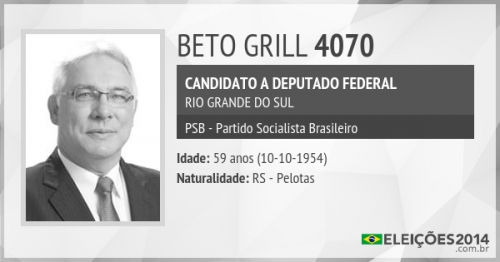 BETO GRILL 4070
CANDIDATO A DEPUTADO FEDERAL
RIO GRANDE DO SUL
PSB - Partido Socialista Brasileiro
Idade: 59 anos (10-10-1954)
Naturalidade: RS - Pelotas
ELEIÇÕES2014
.com.br